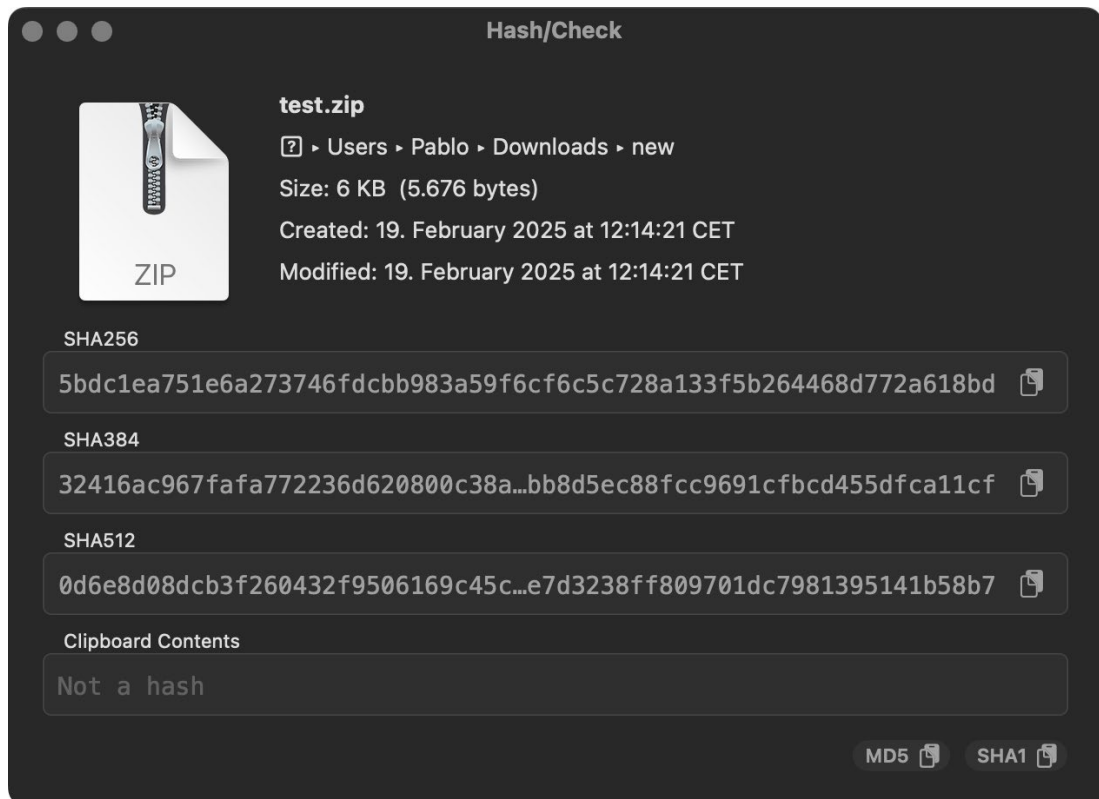 Hash/Check
test.zip
? ▸ Users ▸ Pablo ▸ Downloads ▸ new
Size: 6 KB (5.676 bytes)
Created: 19. February 2025 at 12:14:21 CET
Modified: 19. February 2025 at 12:14:21 CET
ZIP
SHA256
5bdc1ea751e6a273746fdcbb983a59f6cf6c5c728a133f5b264468d772a618bd
SHA384
32416ac967fafa772236d620800c38a…bb8d5ec88fcc9691cfbcd455dfca11cf
SHA512
0d6e8d08dcb3f260432f9506169c45c…e7d3238ff809701dc7981395141b58b7
Clipboard Contents
Not a hash
MD5 SHA1